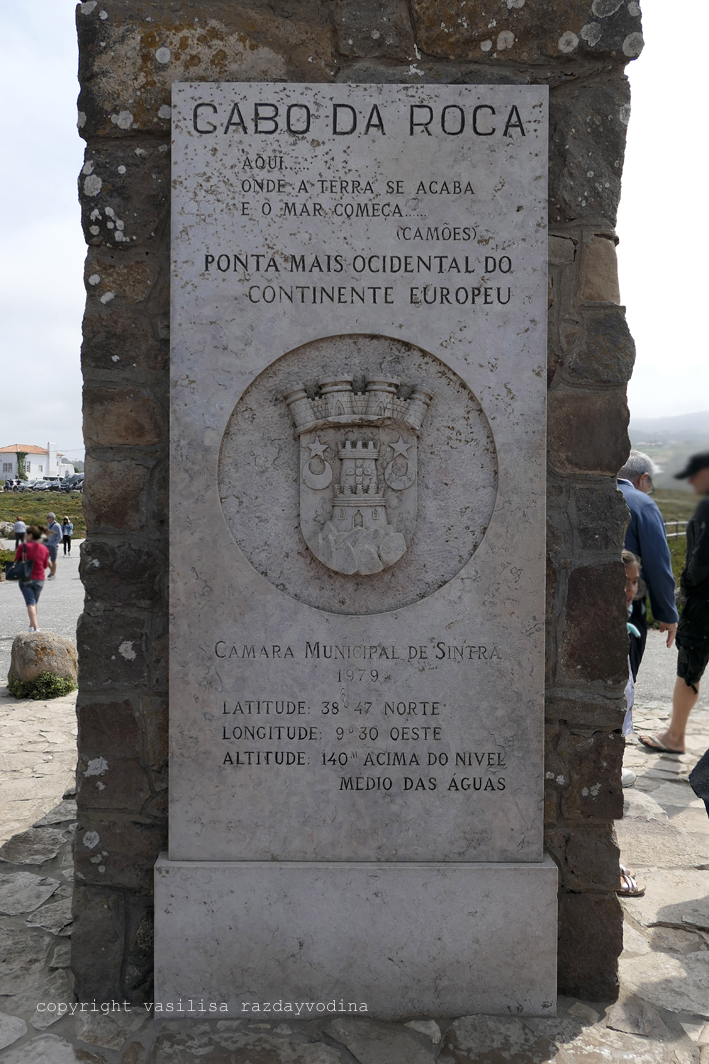 CABO DA ROCA
AQUI....
ONDE A TERRA SE ACABA
E O MAR COMEÇA......
(CAMÕES)
PONTA MAIS OCIDENTAL DO
CONTINENTE EUROPEU
CÂMARA MUNICIPAL DE SINTRA
1979
LATITUDE: 38º 47 NORTE
LONGITUDE: 9º 30 OESTE
ALTITUDE: 140ᵐ ACIMA DO NIVEL
MEDIO DAS ÁGUAS
copyright vasilisa razdayvodina